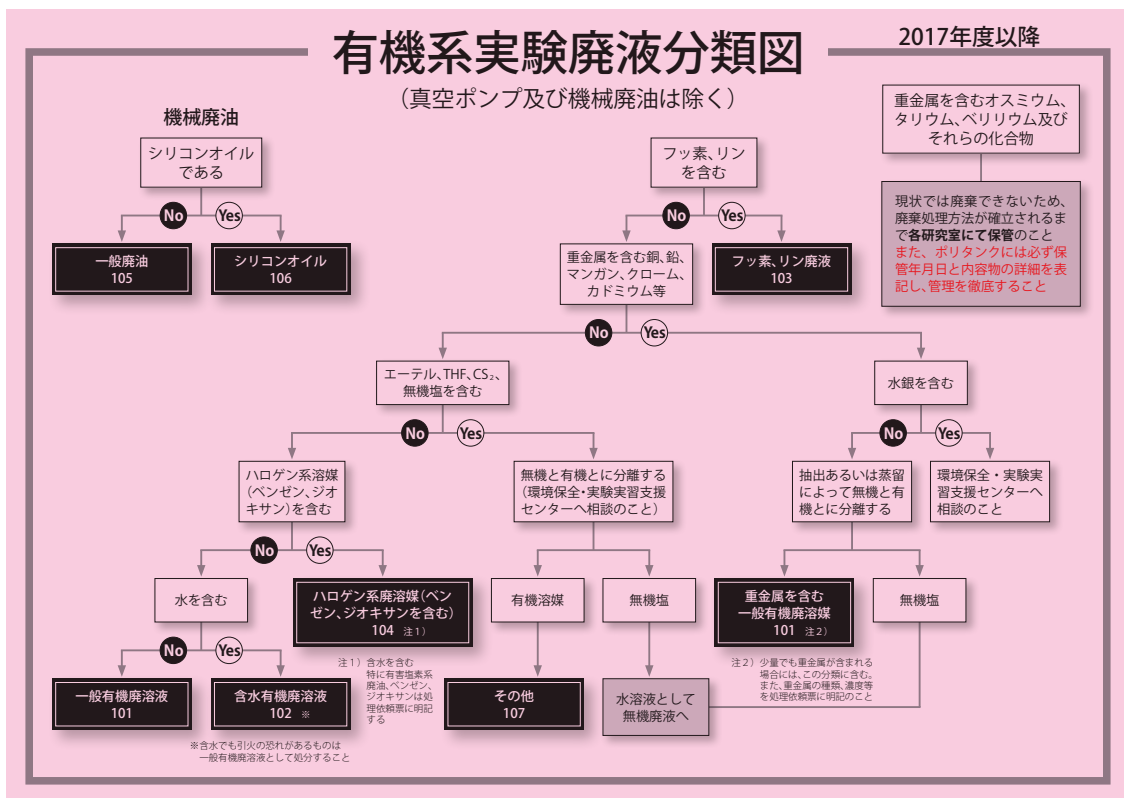 有機系実験廃液分類図
2017年度以降
（真空ポンプ及び機械廃油は除く）
機械廃油
シリコンオイル
である
No
Yes
一般廃油
105
シリコンオイル
106
フッ素、リン
を含む
No
Yes
重金属を含む銅、鉛、
マンガン、クローム、
カドミウム等
フッ素、リン廃液
103
重金属を含むオスミウム、
タリウム、ベリリウム及び
それらの化合物
現状では廃棄できないため、
廃棄処理方法が確立されるま
で各研究室にて保管のこと
また、ポリタンクには必ず保
管年月日と内容物の詳細を表
記し、管理を徹底すること
No
Yes
エーテル、THF、CS₂、
無機塩を含む
水銀を含む
No
Yes
No
Yes
ハロゲン系溶媒
（ベンゼン、ジオ
キサン）を含む
無機と有機とに分離する
（環境保全・実験実習支援
センターへ相談のこと）
抽出あるいは蒸留
によって無機と有
機とに分離する
環境保全・実験実
習支援センターへ
相談のこと
No
Yes
水を含む
ハロゲン系廃溶媒（ベン
ゼン、ジオキサンを含む）
104 注1）
有機溶媒
無機塩
重金属を含む
一般有機廃溶媒
101 注2）
無機塩
No
Yes
注1）含水を含む
特に有害塩素系
廃油、ベンゼン、
ジオキサンは処
理依頼票に明記
する
注2）少量でも重金属が含まれる
場合には、この分類に含む。
また、重金属の種類、濃度等
を処理依頼票に明記のこと
一般有機廃溶液
101
含水有機廃溶液
102 ※
その他
107
水溶液として
無機廃液へ
※含水でも引火の恐れがあるものは
一般有機廃溶液として処分すること